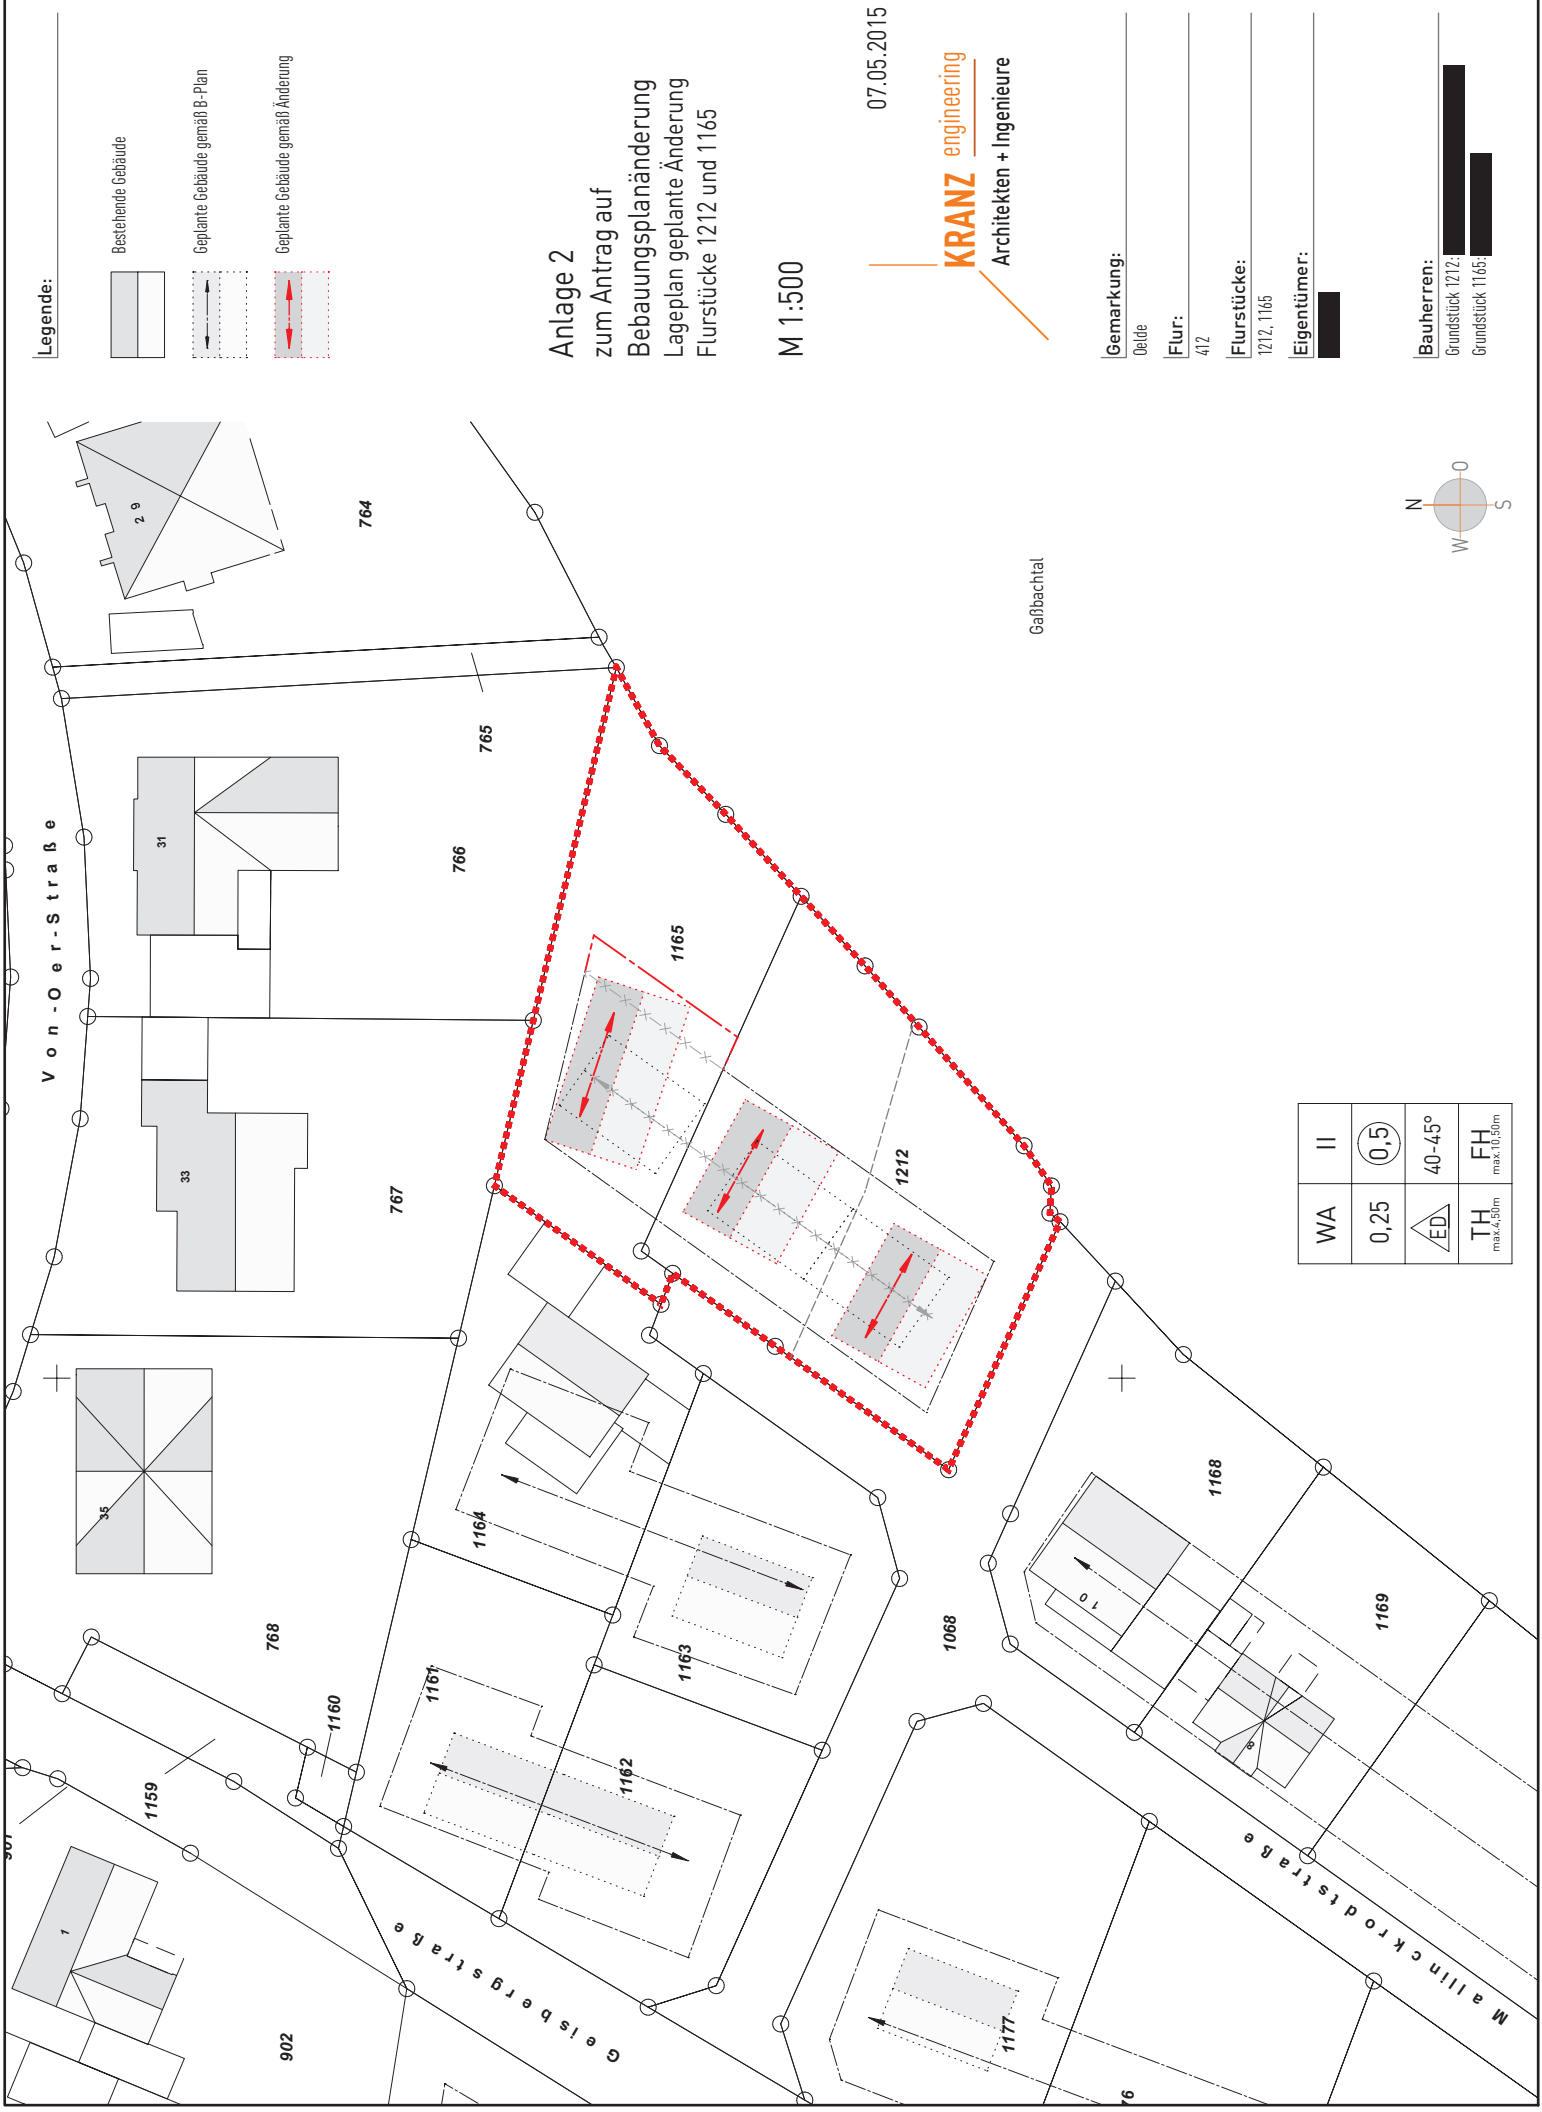 Legende:
Bestehende Gebäude
Geplante Gebäude gemäß B-Plan
Geplante Gebäude gemäß Änderung
Anlage 2
zum Antrag auf
Bebauungsplanänderung
Lageplan geplante Änderung
Flurstücke 1212 und 1165
M 1:500
07.05.2015
KRANZ engineering
Architekten + Ingenieure
Gemarkung:
Oelde
Flur:
412
Flurstücke:
1212, 1165
Eigentümer:
Bauherren:
Grundstück 1212:
Grundstück 1165:
N
W
O
S
Gaßbachtal
Von-Oer-Straße
Geisbergstraße
Mallinckrodtstraße
29
764
765
31
766
33
767
35
768
1165
1212
1164
1163
1161
1162
1160
1159
1
902
1068
10
1168
1169
8
1177
WA II
0,25 0,5
ED 40-45°
TH FH
max.4,50m max.10,50m